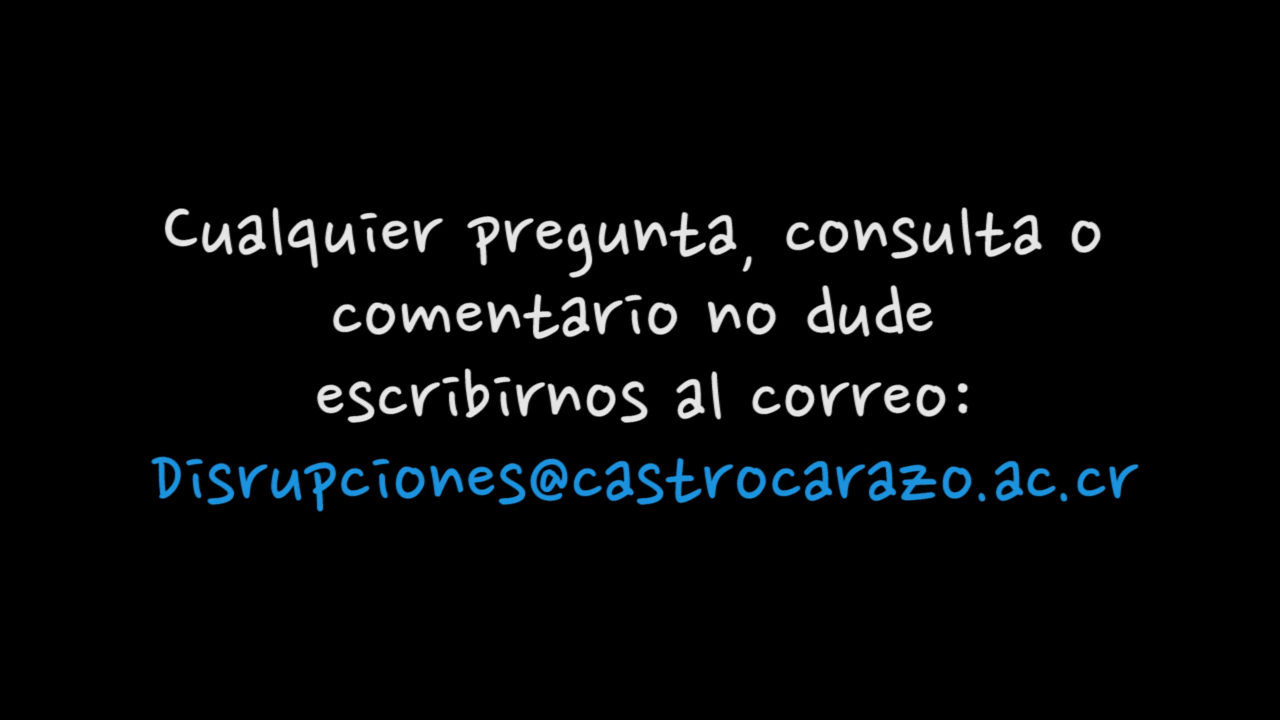 Cualquier pregunta, consulta o
comentario no dude
escribirnos al correo:
Disrupciones@castrocarazo.ac.cr